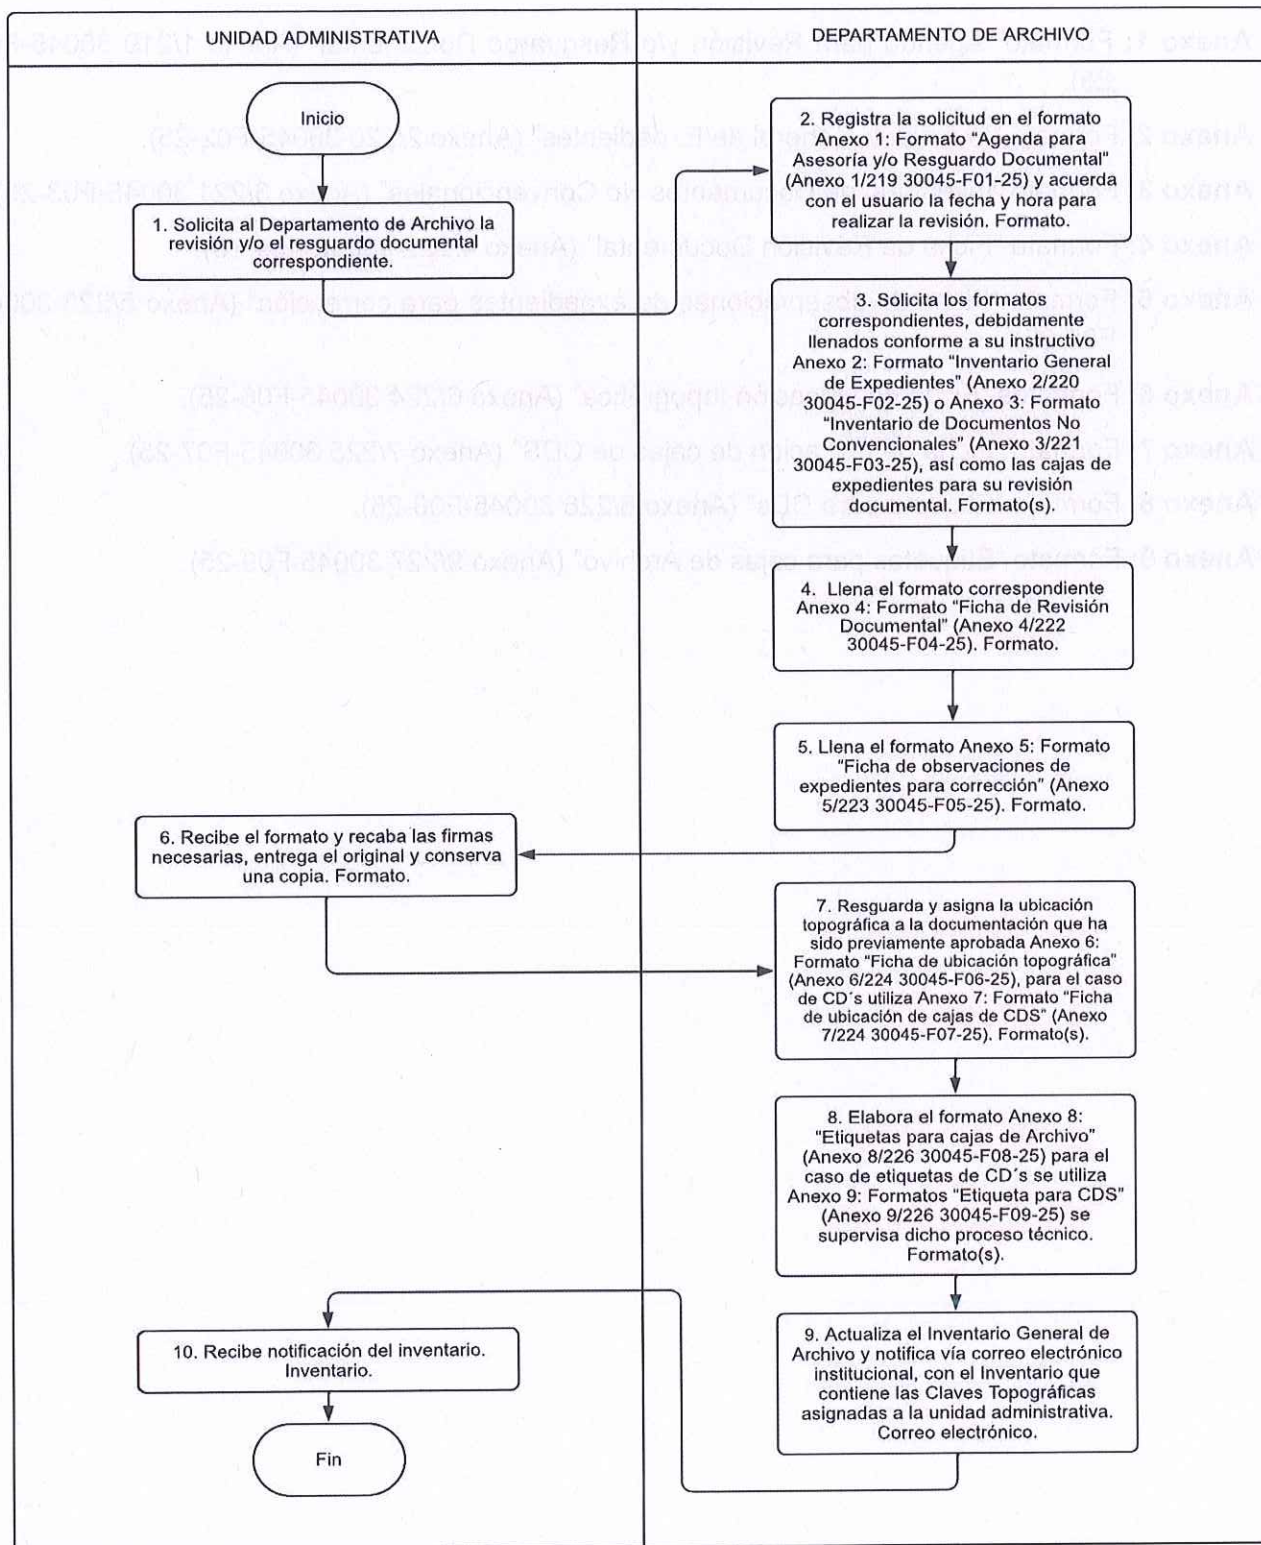 UNIDAD ADMINISTRATIVA
DEPARTAMENTO DE ARCHIVO
Inicio
1. Solicita al Departamento de Archivo la
revisión y/o el resguardo documental
correspondiente.
2. Registra la solicitud en el formato
Anexo 1: Formato “Agenda para
Asesoría y/o Resguardo Documental“
(Anexo 1/219 30045-F01-25) y acuerda
con el usuario la fecha y hora para
realizar la revisión. Formato.
3. Solicita los formatos
correspondientes, debidamente
llenados conforme a su instructivo
Anexo 2: Formato “Inventario General
de Expedientes” (Anexo 2/220
30045-F02-25) o Anexo 3: Formato
“Inventario de Documentos No
Convencionales” (Anexo 3/221
30045-F03-25), así como las cajas de
expedientes para su revisión
documental. Formato(s).
4. Llena el formato correspondiente
Anexo 4: Formato “Ficha de Revisión
Documental” (Anexo 4/222
30045-F04-25). Formato.
5. Llena el formato Anexo 5: Formato
“Ficha de observaciones de
expedientes para corrección” (Anexo
5/223 30045-F05-25). Formato.
6. Recibe el formato y recaba las firmas
necesarias, entrega el original y conserva
una copia. Formato.
7. Resguarda y asigna la ubicación
topográfica a la documentación que ha
sido previamente aprobada Anexo 6:
Formato “Ficha de ubicación topográfica”
(Anexo 6/224 30045-F06-25), para el caso
de CD´s utiliza Anexo 7: Formato “Ficha
de ubicación de cajas de CDS” (Anexo
7/224 30045-F07-25). Formato(s).
8. Elabora el formato Anexo 8:
“Etiquetas para cajas de Archivo”
(Anexo 8/226 30045-F08-25) para el
caso de etiquetas de CD´s se utiliza
Anexo 9: Formatos “Etiqueta para CDS”
(Anexo 9/226 30045-F09-25) se
supervisa dicho proceso técnico.
Formato(s).
9. Actualiza el Inventario General de
Archivo y notifica vía correo electrónico
institucional, con el Inventario que
contiene las Claves Topográficas
asignadas a la unidad administrativa.
Correo electrónico.
10. Recibe notificación del inventario.
Inventario.
Fin